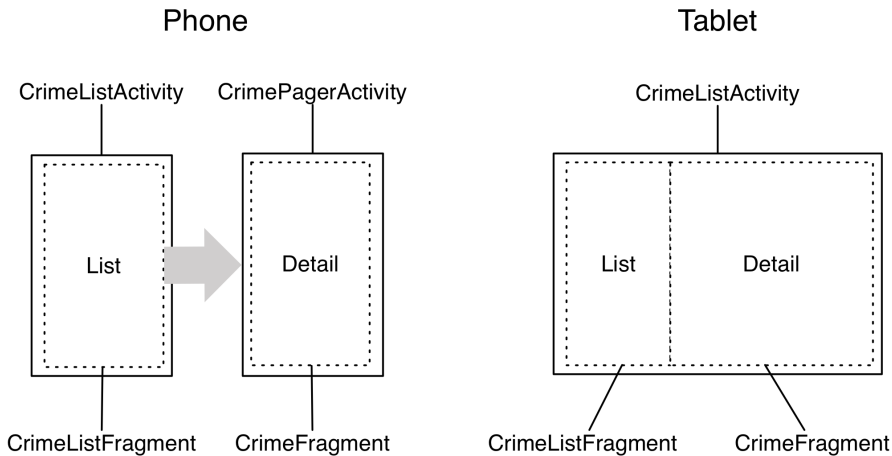 Phone
Tablet
CrimeListActivity
CrimePagerActivity
CrimeListActivity
List
Detail
List
Detail
CrimeListFragment
CrimeFragment
CrimeListFragment
CrimeFragment